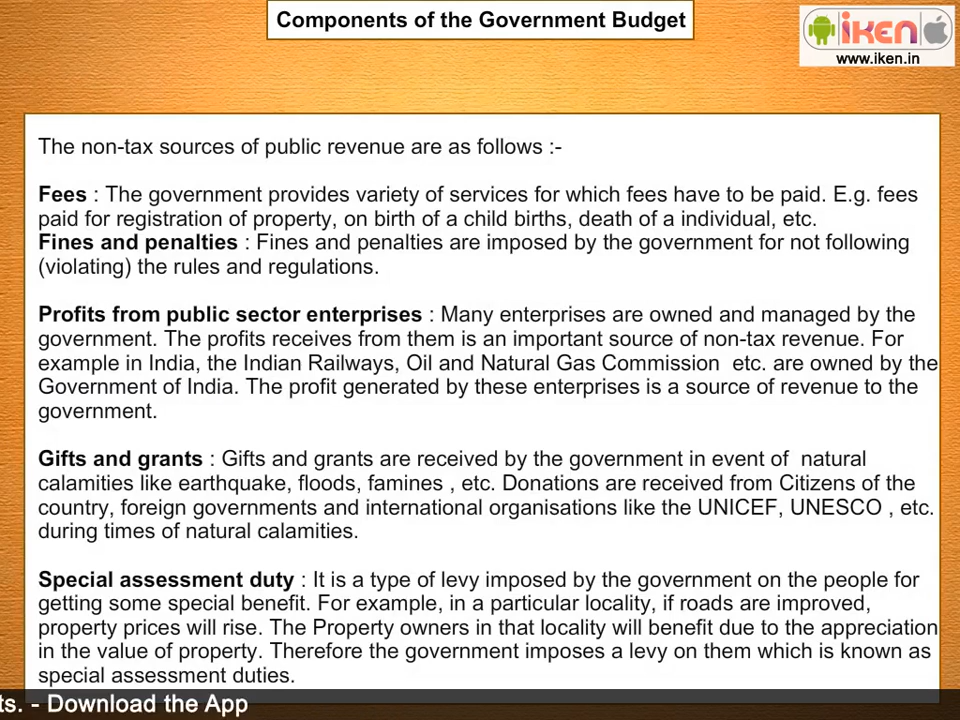 Components of the Government Budget
iKEN
www.iken.in
The non-tax sources of public revenue are as follows :-
Fees : The government provides variety of services for which fees have to be paid. E.g. fees
paid for registration of property, on birth of a child births, death of a individual, etc.
Fines and penalties : Fines and penalties are imposed by the government for not following
(violating) the rules and regulations.
Profits from public sector enterprises : Many enterprises are owned and managed by the
government. The profits receives from them is an important source of non-tax revenue. For
example in India, the Indian Railways, Oil and Natural Gas Commission  etc. are owned by the
Government of India. The profit generated by these enterprises is a source of revenue to the
government.
Gifts and grants : Gifts and grants are received by the government in event of  natural
calamities like earthquake, floods, famines , etc. Donations are received from Citizens of the
country, foreign governments and international organisations like the UNICEF, UNESCO , etc.
during times of natural calamities.
Special assessment duty : It is a type of levy imposed by the government on the people for
getting some special benefit. For example, in a particular locality, if roads are improved,
property prices will rise. The Property owners in that locality will benefit due to the appreciation
in the value of property. Therefore the government imposes a levy on them which is known as
special assessment duties.
ts. - Download the App